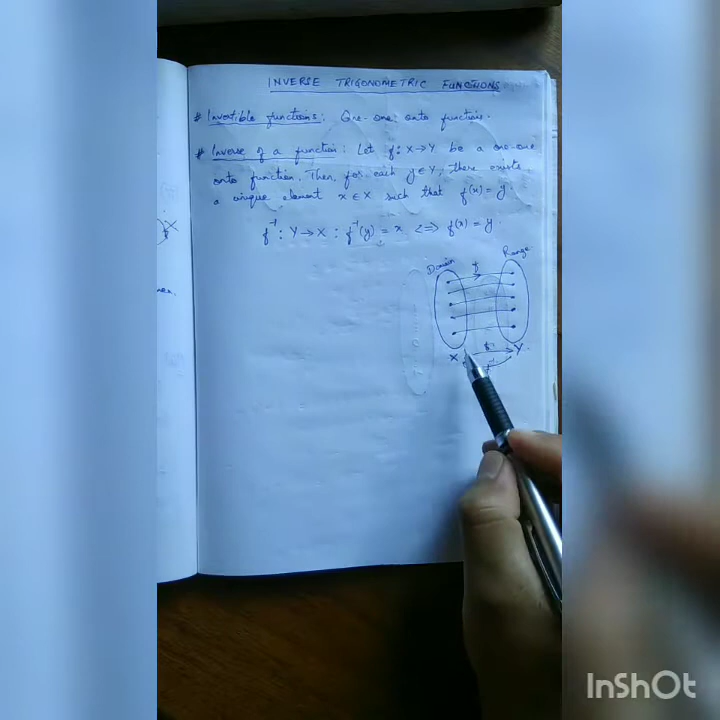 INVERSE TRIGONOMETRIC FUNCTIONS
# Invertible functions: One-one onto functions.
# Inverse of a function: Let f: X→Y be a one-one
onto function. Then, for each y∈Y, there exists
a unique element x∈X such that f(x) = y.
f⁻¹: Y→X : f⁻¹(y) = x <=> f(x) = y
Domain f Range
X f Y
f⁻¹
InShOt